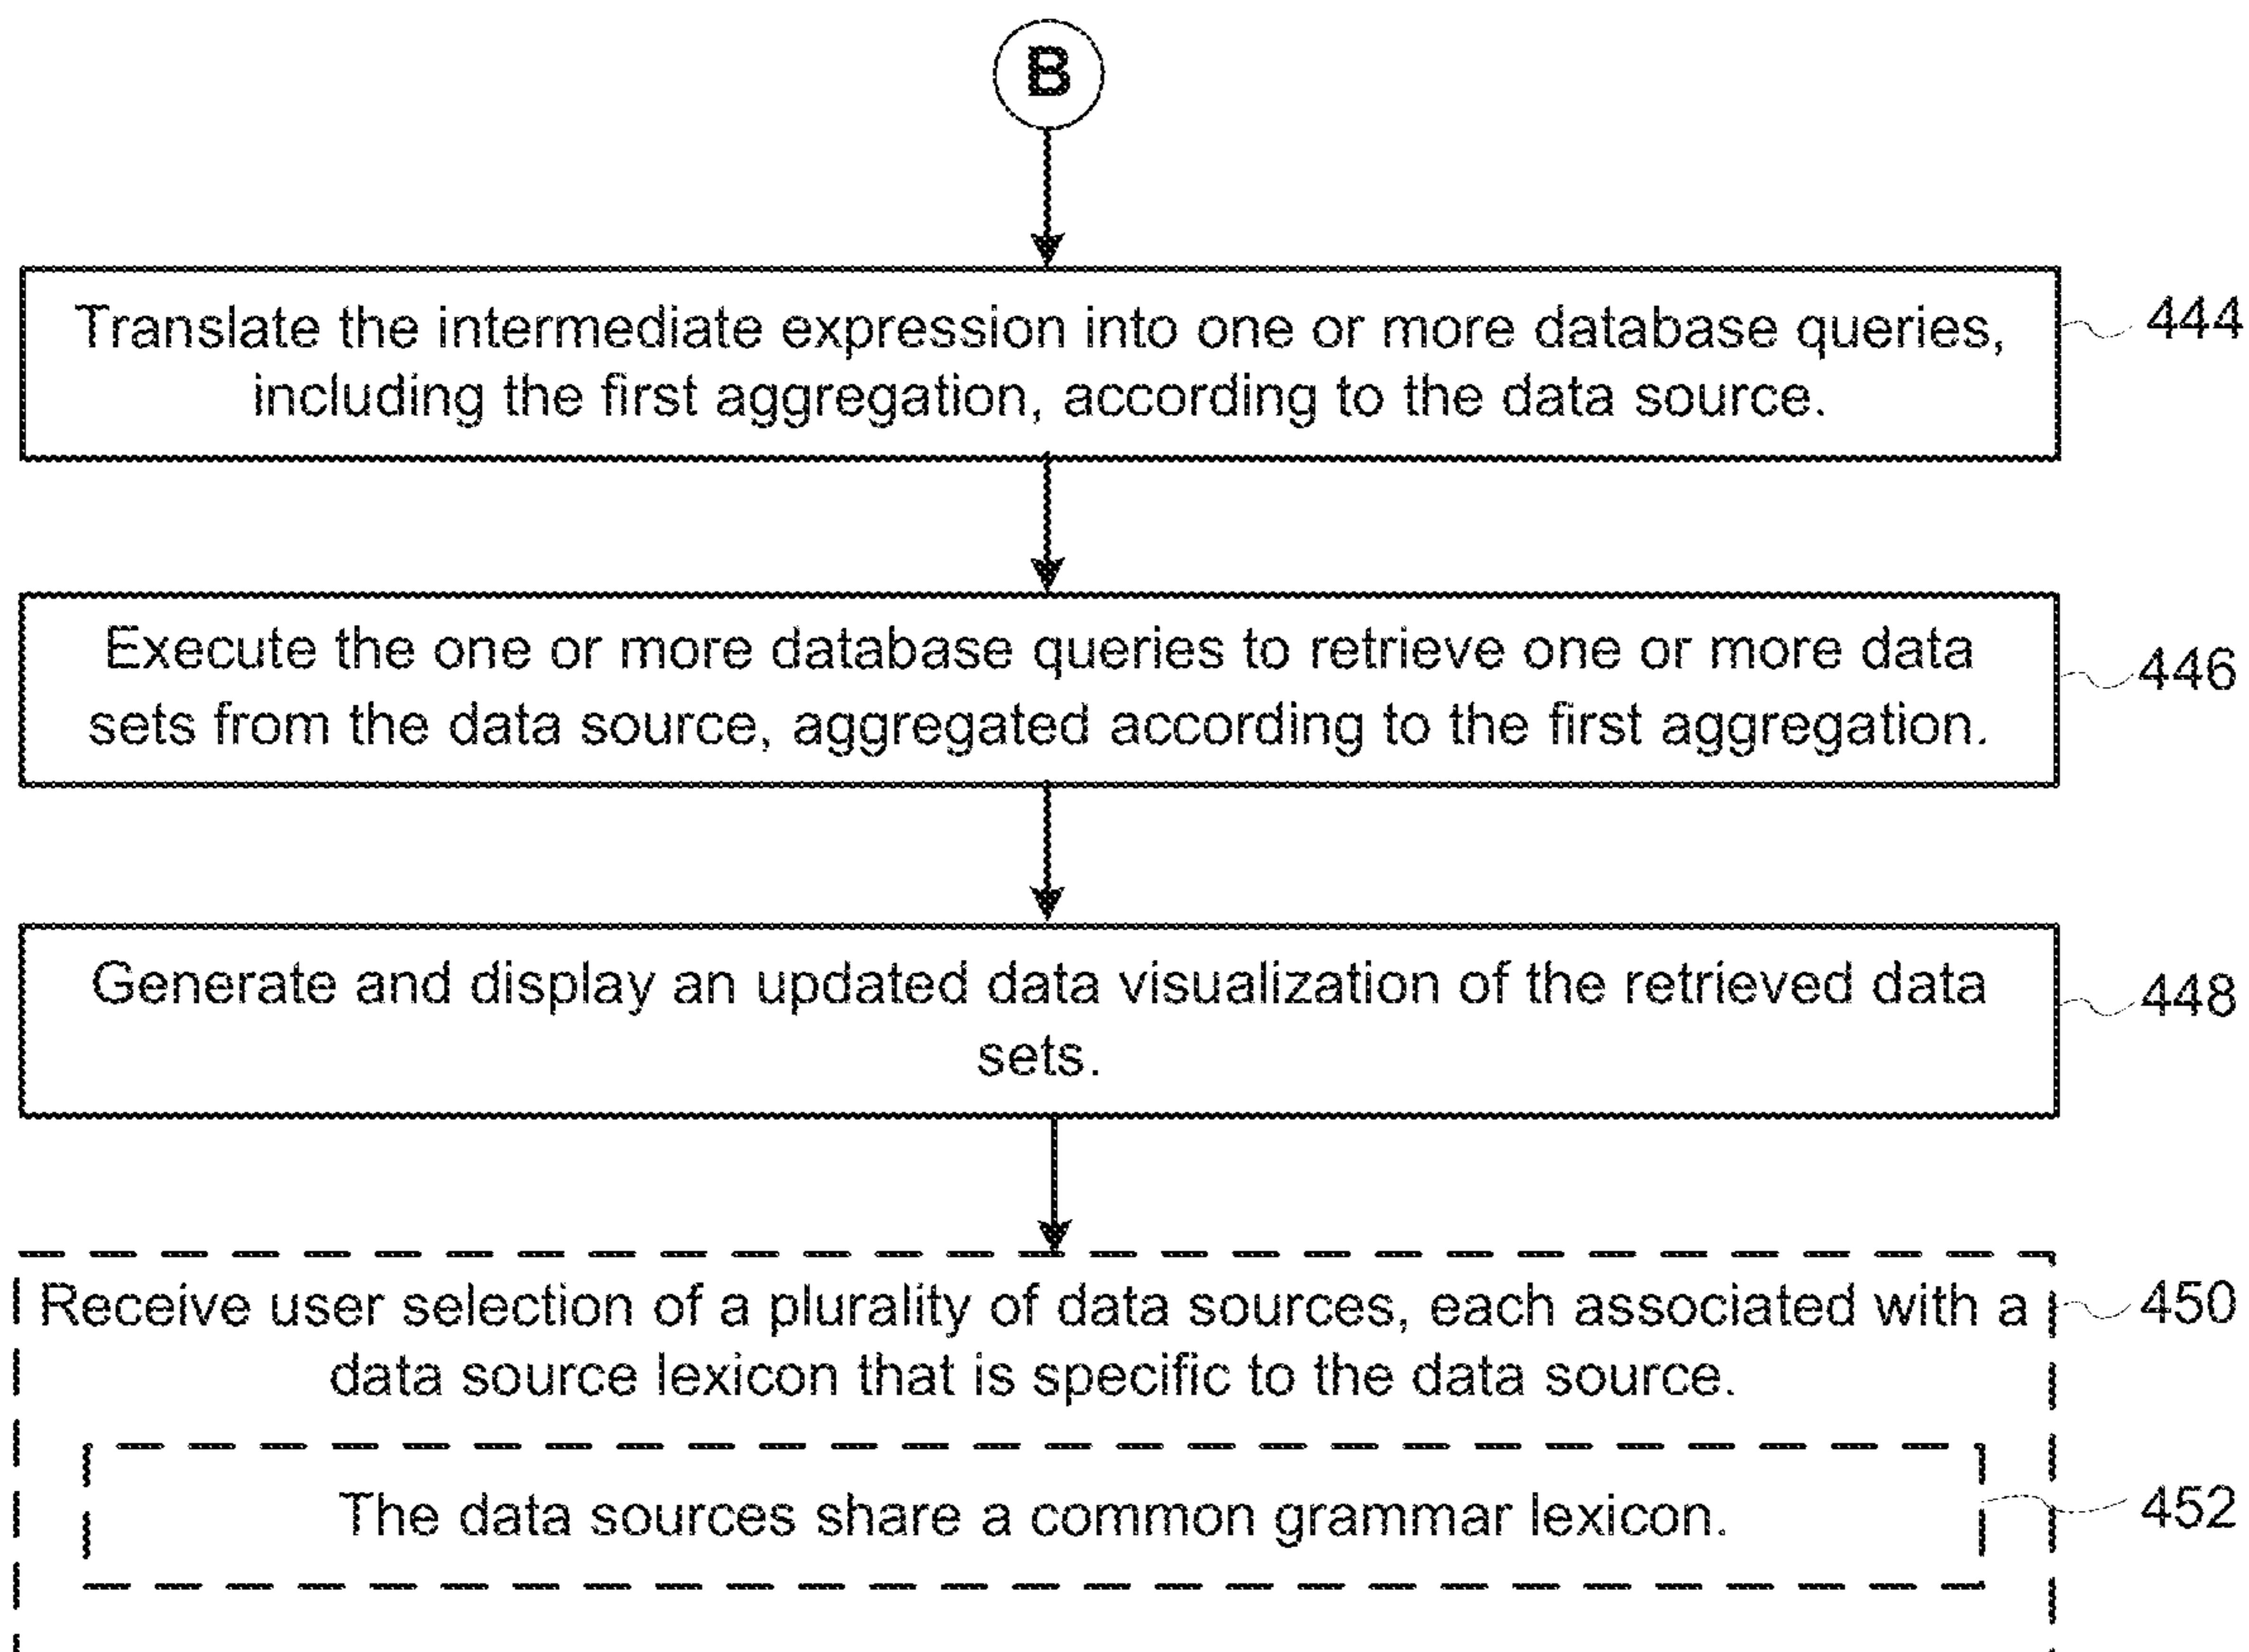 B
Translate the intermediate expression into one or more database queries,
including the first aggregation, according to the data source.
444
Execute the one or more database queries to retrieve one or more data
sets from the data source, aggregated according to the first aggregation.
446
Generate and display an updated data visualization of the retrieved data
sets.
448
Receive user selection of a plurality of data sources, each associated with a
data source lexicon that is specific to the data source.
450
The data sources share a common grammar lexicon.
452